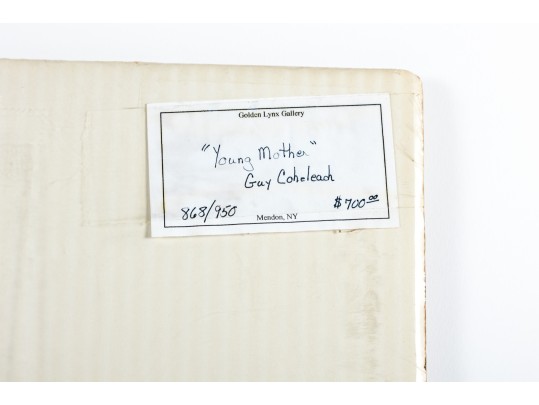 Golden Lynx Gallery
"Young Mother"
Guy Coheleach
868/950
$700.00
Mendon, NY